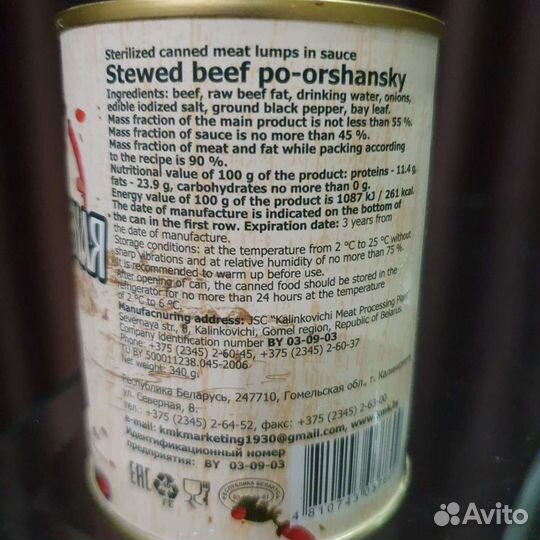 Sterilized canned meat lumps in sauce
Stewed beef po-orshansky
Ingredients: beef, raw beef fat, drinking water, onions,
edible iodized salt, ground black pepper, bay leaf.
Mass fraction of the main product is not less than 55 %.
Mass fraction of sauce is no more than 45 %.
Mass fraction of meat and fat while packing according
to the recipe is 90 %.
Nutritional value of 100 g of the product: proteins - 11.4 g,
fats - 23.9 g, carbohydrates no more than 0 g.
Energy value of 100 g of the product is 1087 kJ / 261 kcal.
The date of manufacture is indicated on the bottom of
the can in the first row. Expiration date: 3 years from
the date of manufacture.
Storage conditions: at the temperature from 2 °C to 25 °C without
sharp vibrations and at relative humidity of no more than 75 %.
It is recommended to warm up before use.
After opening of can, the canned food should be stored in the
refrigerator for no more than 24 hours at the temperature
of 2 °C to 6 °C.
Manufacnuring address: JSC "Kalinkovichi Meat Processing Plant",
Severnaya str., 8, Kalinkovichi, Gomel region, Republic of Belarus.
Company identification number BY 03-09-03
Phone: +375 (2345) 2-60-45, +375 (2345) 2-60-37
TU BY 500011238.045-2006
Net weight: 340 g
Республика Беларусь, 247710, Гомельская обл., г.
ул. Северная, 8.
тел.: +375 (2345) 2-64-52, факс: +375 (2345) 2-63-00
e-mail: kmkmarketing1930@gmail.com,
Идентификационный номер
предприятия: BY 03-09-03
EAC
РЕСПУБЛИКА БЕЛАРУСЬ
4 810743
Avito